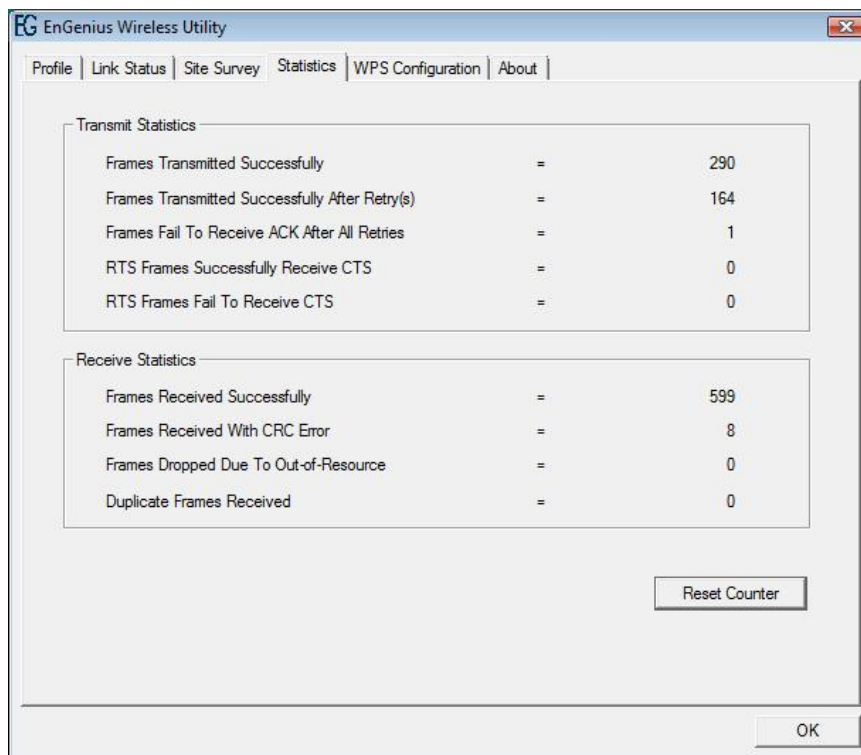 EG EnGenius Wireless Utility
Profile Link Status Site Survey Statistics WPS Configuration About
Transmit Statistics
Frames Transmitted Successfully = 290
Frames Transmitted Successfully After Retry(s) = 164
Frames Fail To Receive ACK After All Retries = 1
RTS Frames Successfully Receive CTS = 0
RTS Frames Fail To Receive CTS = 0
Receive Statistics
Frames Received Successfully = 599
Frames Received With CRC Error = 8
Frames Dropped Due To Out-of-Resource = 0
Duplicate Frames Received = 0
Reset Counter
OK